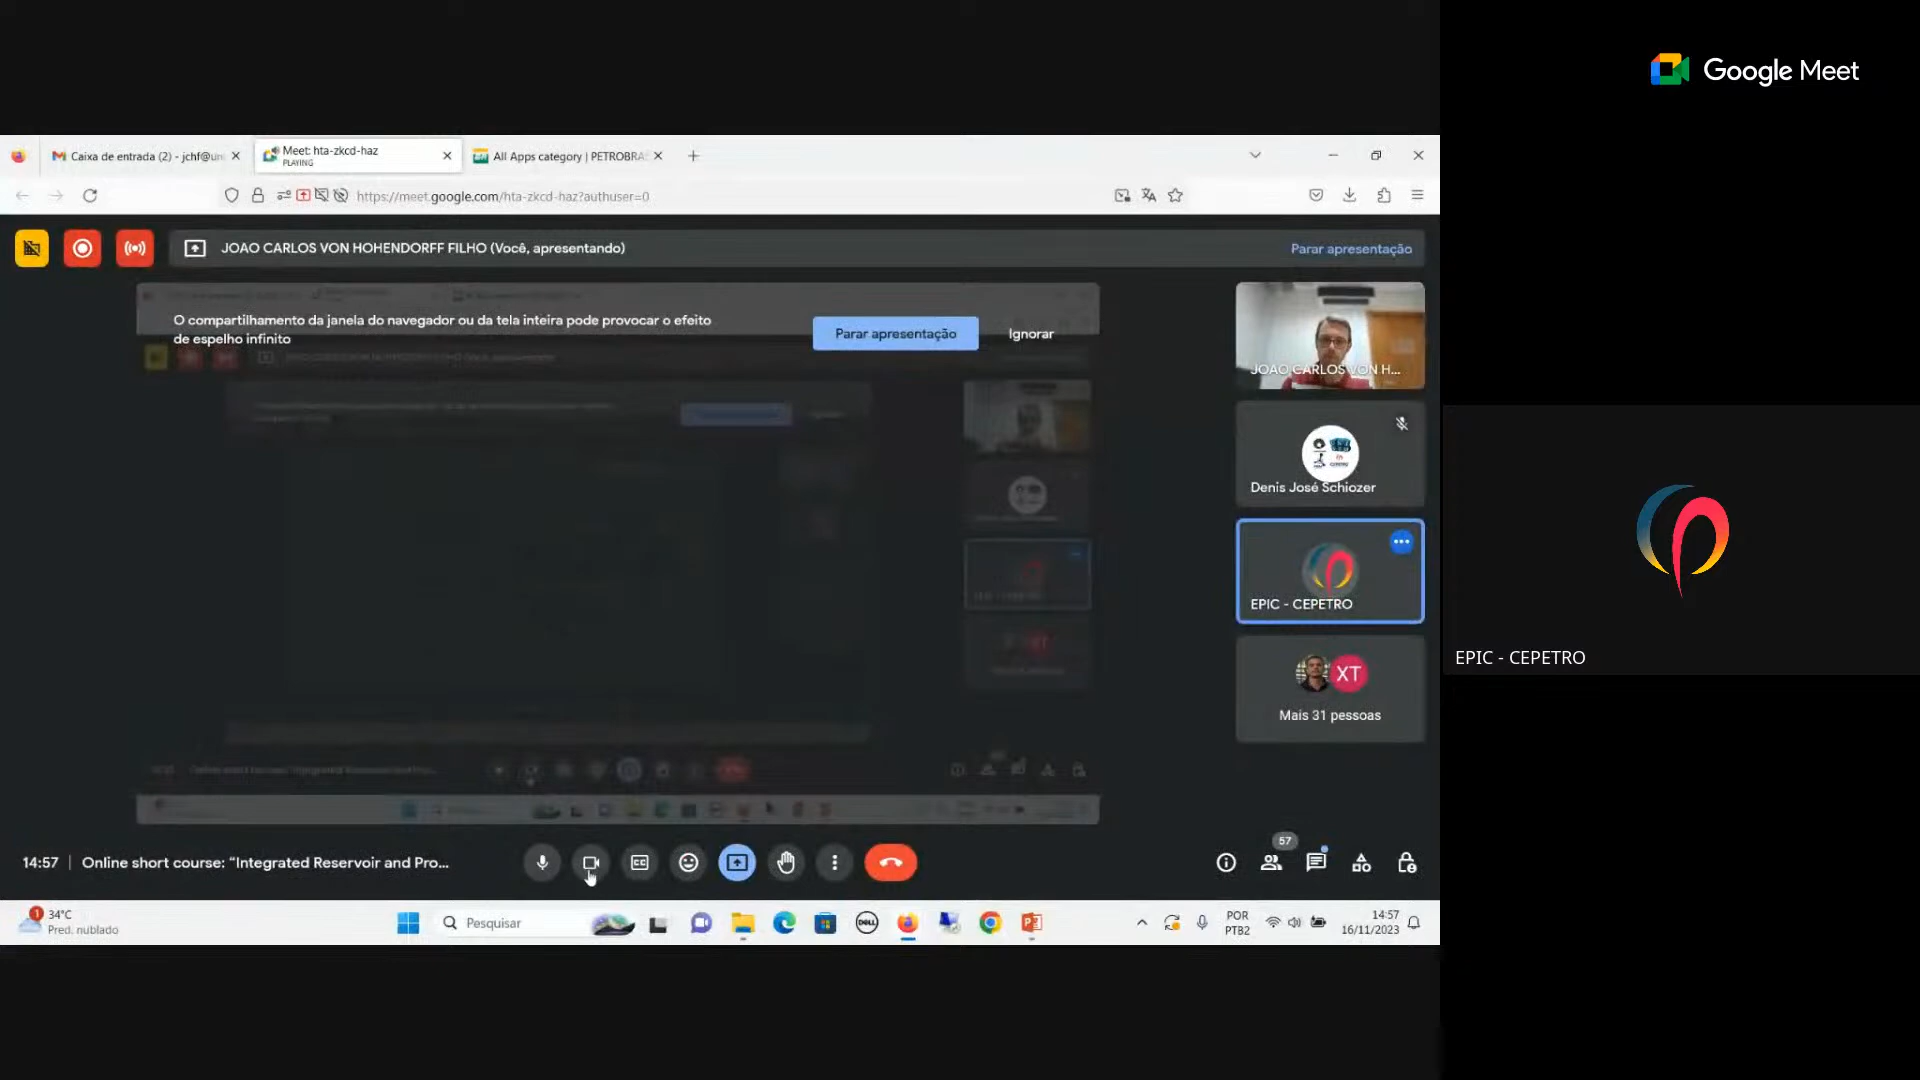 Google Meet
Caixa de entrada (2) - jchf@un
Meet: hta-zkcd-haz
PLAYING
All Apps category | PETROBRA
https://meet.google.com/hta-zkcd-haz?authuser=0
JOAO CARLOS VON HOHENDORFF FILHO (Você, apresentando)
Parar apresentação
O compartilhamento da janela do navegador ou da tela inteira pode provocar o efeito
de espelho infinito
Parar apresentação
Ignorar
JOAO CARLOS VON H...
Denis José Schiozer
EPIC - CEPETRO
XT
Mais 31 pessoas
EPIC - CEPETRO
14:57 | Online short course: “Integrated Reservoir and Pro...
57
1
34°C
Pred. nublado
Pesquisar
DELL
POR
PTB2
14:57
16/11/2023